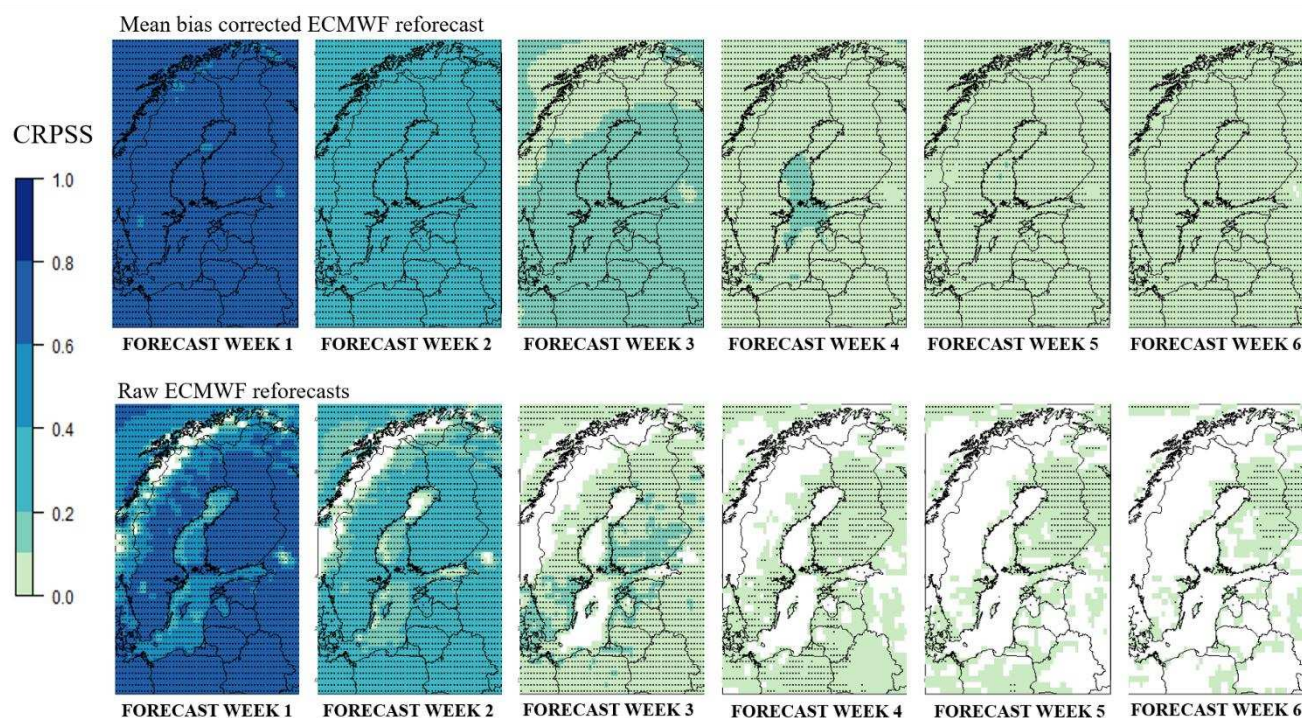 Mean bias corrected ECMWF reforecast
CRPSS
1.0
0.8
0.6
0.4
0.2
0.0
FORECAST WEEK 1 FORECAST WEEK 2 FORECAST WEEK 3 FORECAST WEEK 4 FORECAST WEEK 5 FORECAST WEEK 6
Raw ECMWF reforecasts
FORECAST WEEK 1 FORECAST WEEK 2 FORECAST WEEK 3 FORECAST WEEK 4 FORECAST WEEK 5 FORECAST WEEK 6